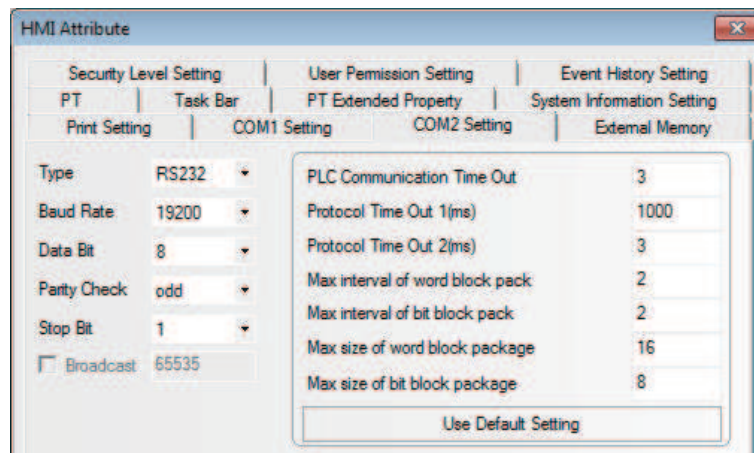 HMI Attribute
Security Level Setting User Permission Setting Event History Setting
PT Task Bar PT Extended Property System Information Setting
Print Setting COM1 Setting COM2 Setting External Memory
Type RS232
Baud Rate 19200
Data Bit 8
Parity Check odd
Stop Bit 1
Broadcast 65535
PLC Communication Time Out 3
Protocol Time Out 1(ms) 1000
Protocol Time Out 2(ms) 3
Max interval of word block pack 2
Max interval of bit block pack 2
Max size of word block package 16
Max size of bit block package 8
Use Default Setting